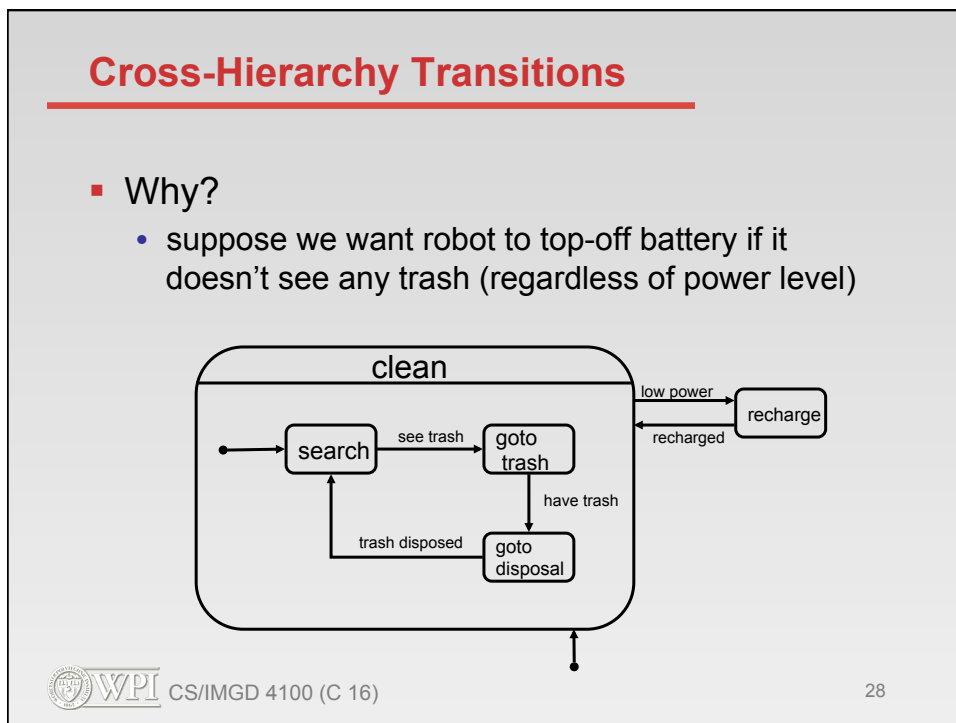 Cross-Hierarchy Transitions
▪ Why?
• suppose we want robot to top-off battery if it
doesn't see any trash (regardless of power level)
clean
low power
recharge
recharged
search
see trash
goto
trash
have trash
trash disposed
goto
disposal
WPI CS/IMGD 4100 (C 16)
28